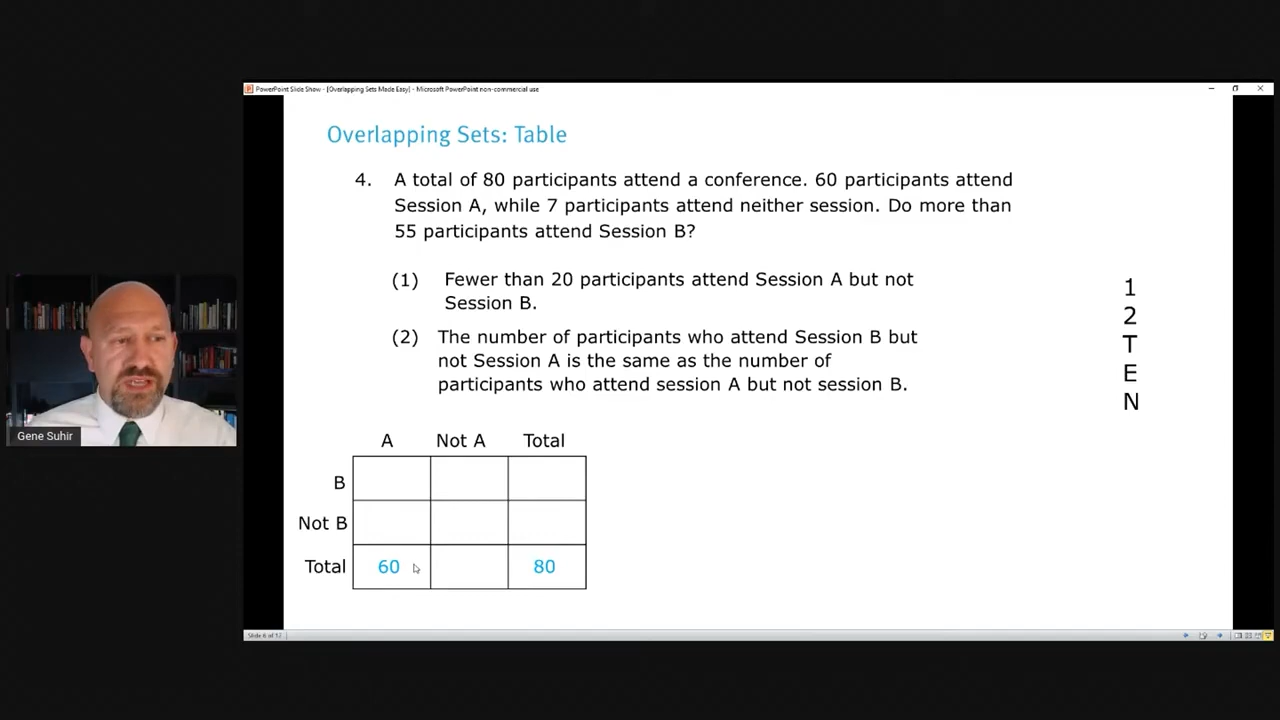 PowerPoint Slide Show - [Overlapping Sets Made Easy] - Microsoft PowerPoint non-commercial use
Overlapping Sets: Table
4. A total of 80 participants attend a conference. 60 participants attend
Session A, while 7 participants attend neither session. Do more than
55 participants attend Session B?
(1) Fewer than 20 participants attend Session A but not
Session B.
(2) The number of participants who attend Session B but
not Session A is the same as the number of
participants who attend session A but not session B.
1
2
T
E
N
A Not A Total
B
Not B
Total 60 80
Gene Suhir
Slide 6 of 12